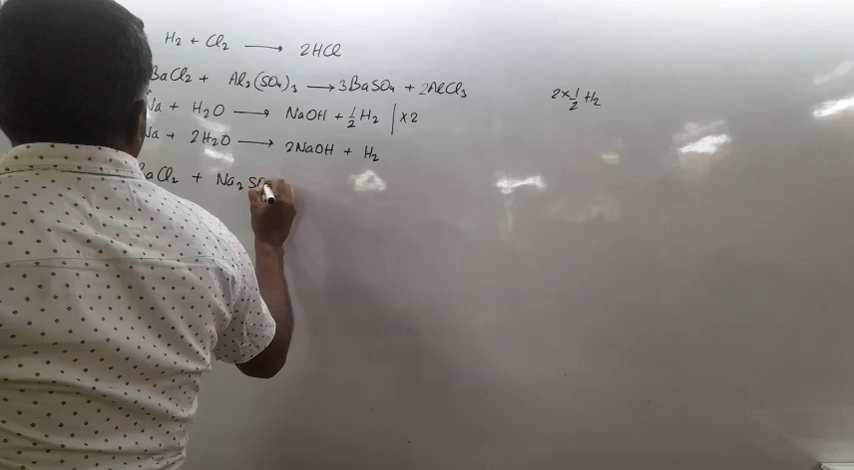 H₂ + Cl₂ ⟶ 2HCl
BaCl₂ + Al₂(SO₄)₃ ⟶ 3BaSO₄ + 2AlCl₃
2×½H₂
Na + H₂O ⟶ NaOH + ½H₂ | ×2
Na + 2H₂O ⟶ 2NaOH + H₂
BaCl₂ + Na₂SO